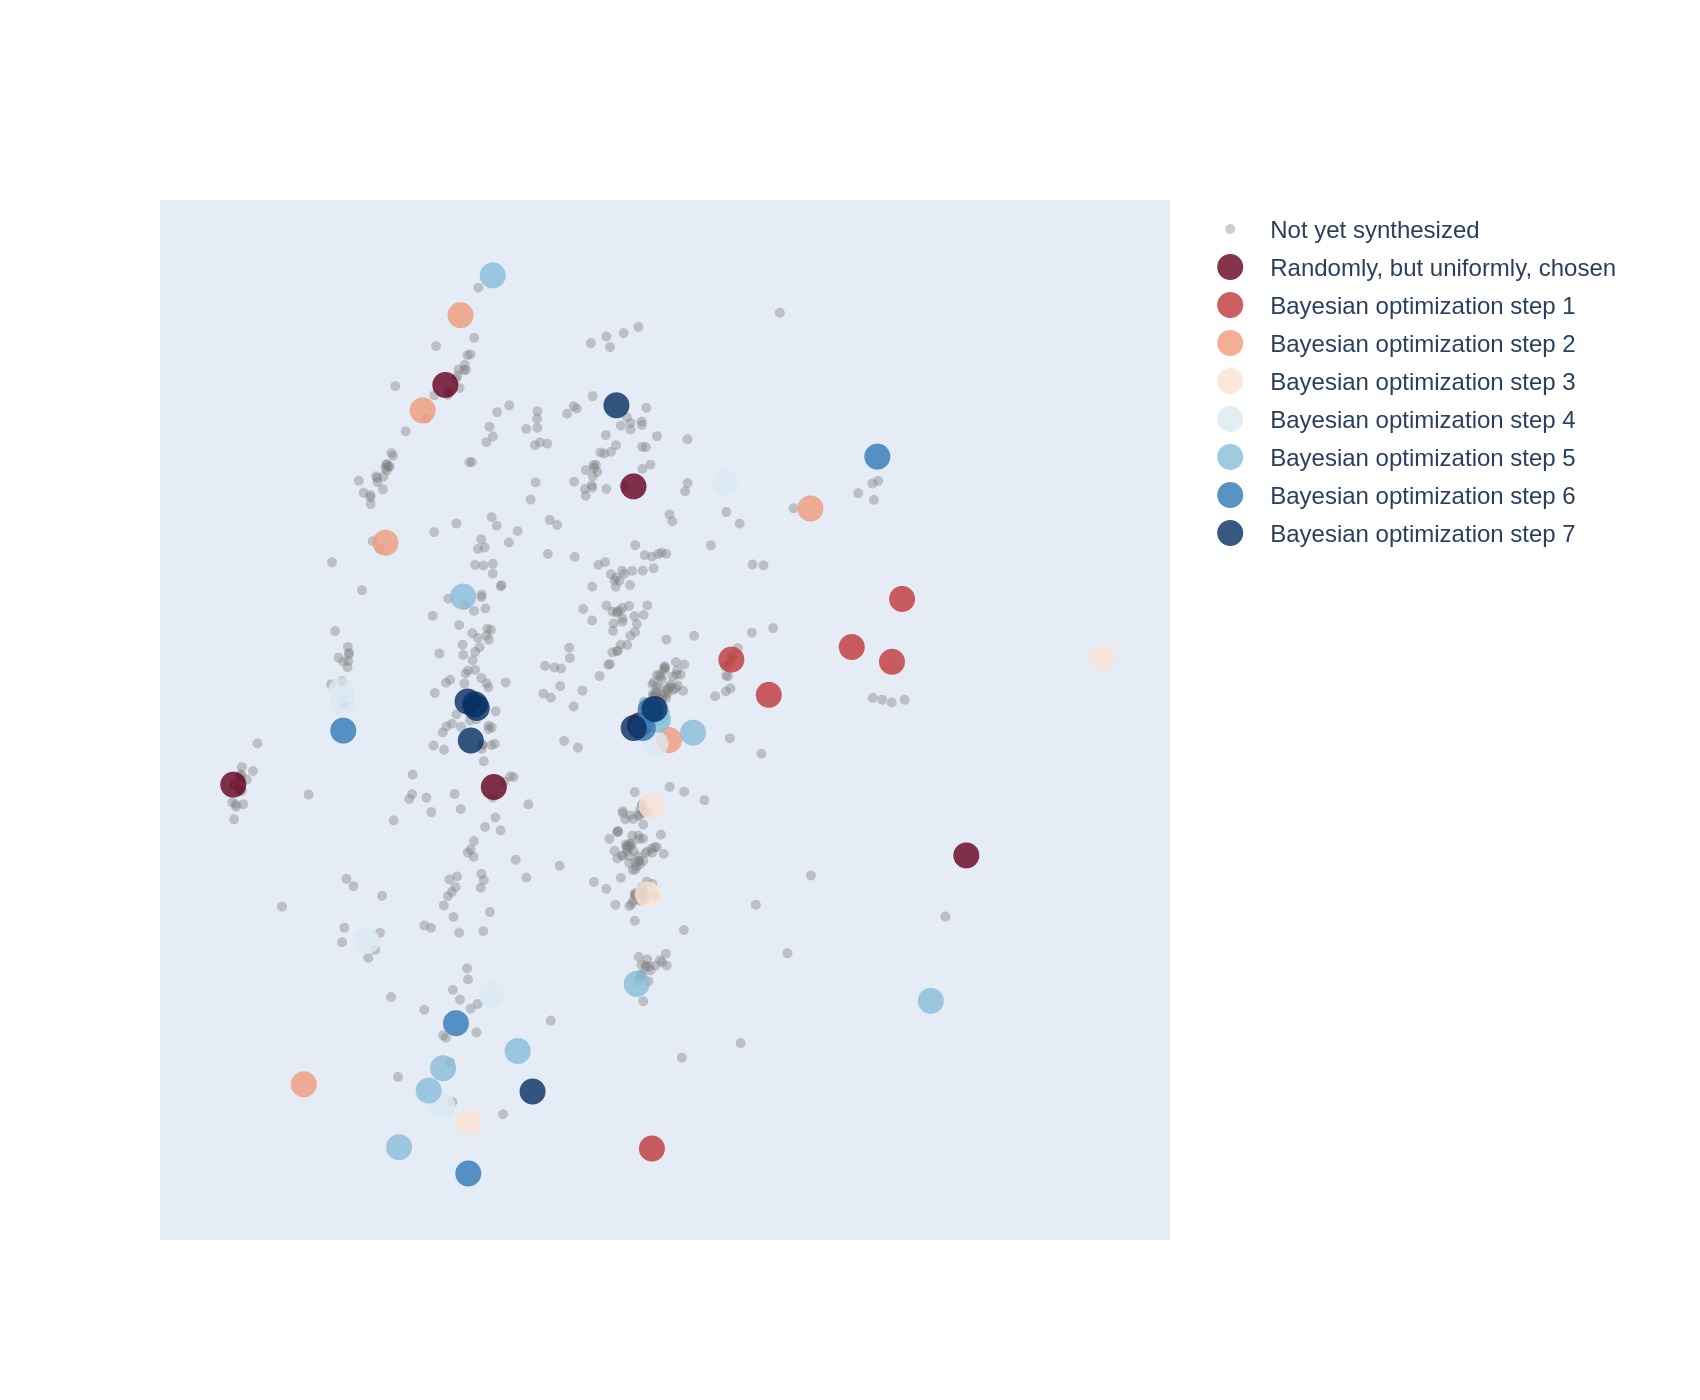 Not yet synthesized
Randomly, but uniformly, chosen
Bayesian optimization step 1
Bayesian optimization step 2
Bayesian optimization step 3
Bayesian optimization step 4
Bayesian optimization step 5
Bayesian optimization step 6
Bayesian optimization step 7